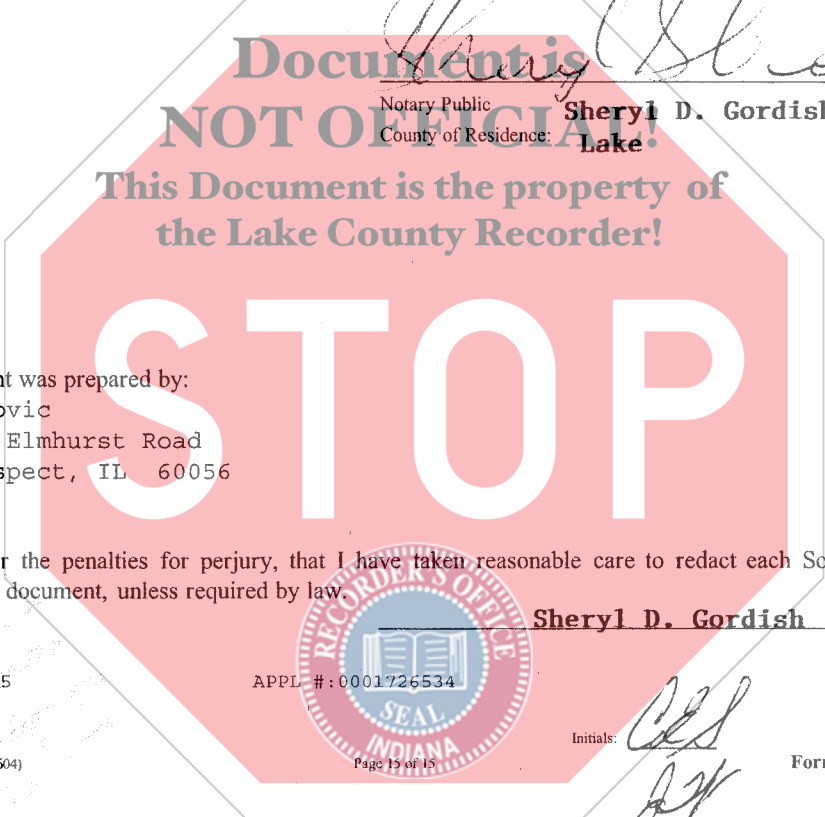 Document is
NOT OFFICIAL!
This Document is the property of
the Lake County Recorder!
Notary Public Sheryl D. Gordish
County of Residence: Lake
STOP
nt was prepared by:
ovic
Elmhurst Road
spect, IL 60056
r the penalties for perjury, that I have taken reasonable care to redact each So
document, unless required by law.
Sheryl D. Gordish
RECORDER'S OFFICE
SEAL
INDIANA
5 APPL #:0001726534
Initials: CES
604) Page 15 of 15 For